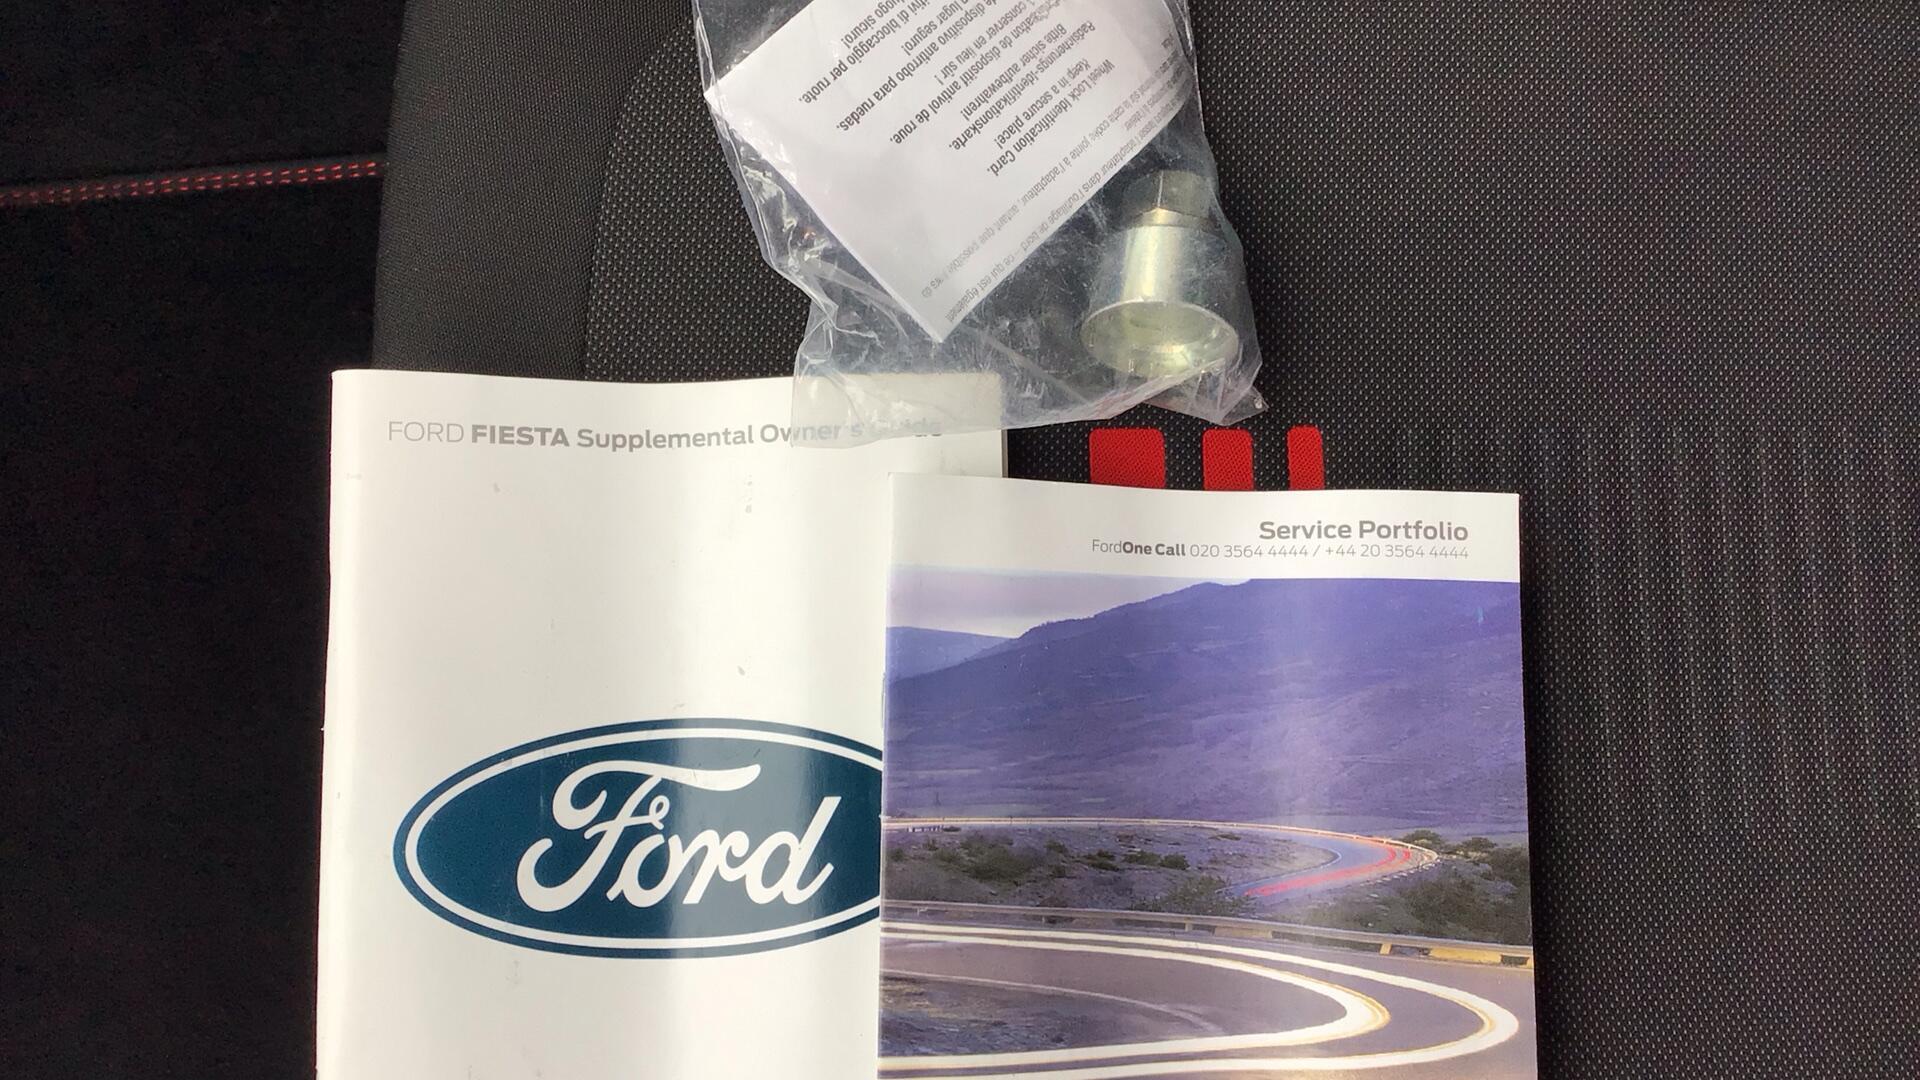 Wheel Lock Identification Card.
Keep in a secure place!
Radsicherungs-Identifikationskarte.
Bitte sicher aufbewahren!
de dispositif antivol de roue.
conserver en lieu sûr !
de dispositivo antirrobo para ruedas.
lugar seguro!
di bloccaggio per ruote.
luogo sicuro!
FORD FIESTA Supplemental Owner's Guide
Service Portfolio
FordOne Call 020 3564 4444 / +44 20 3564 4444
Ford